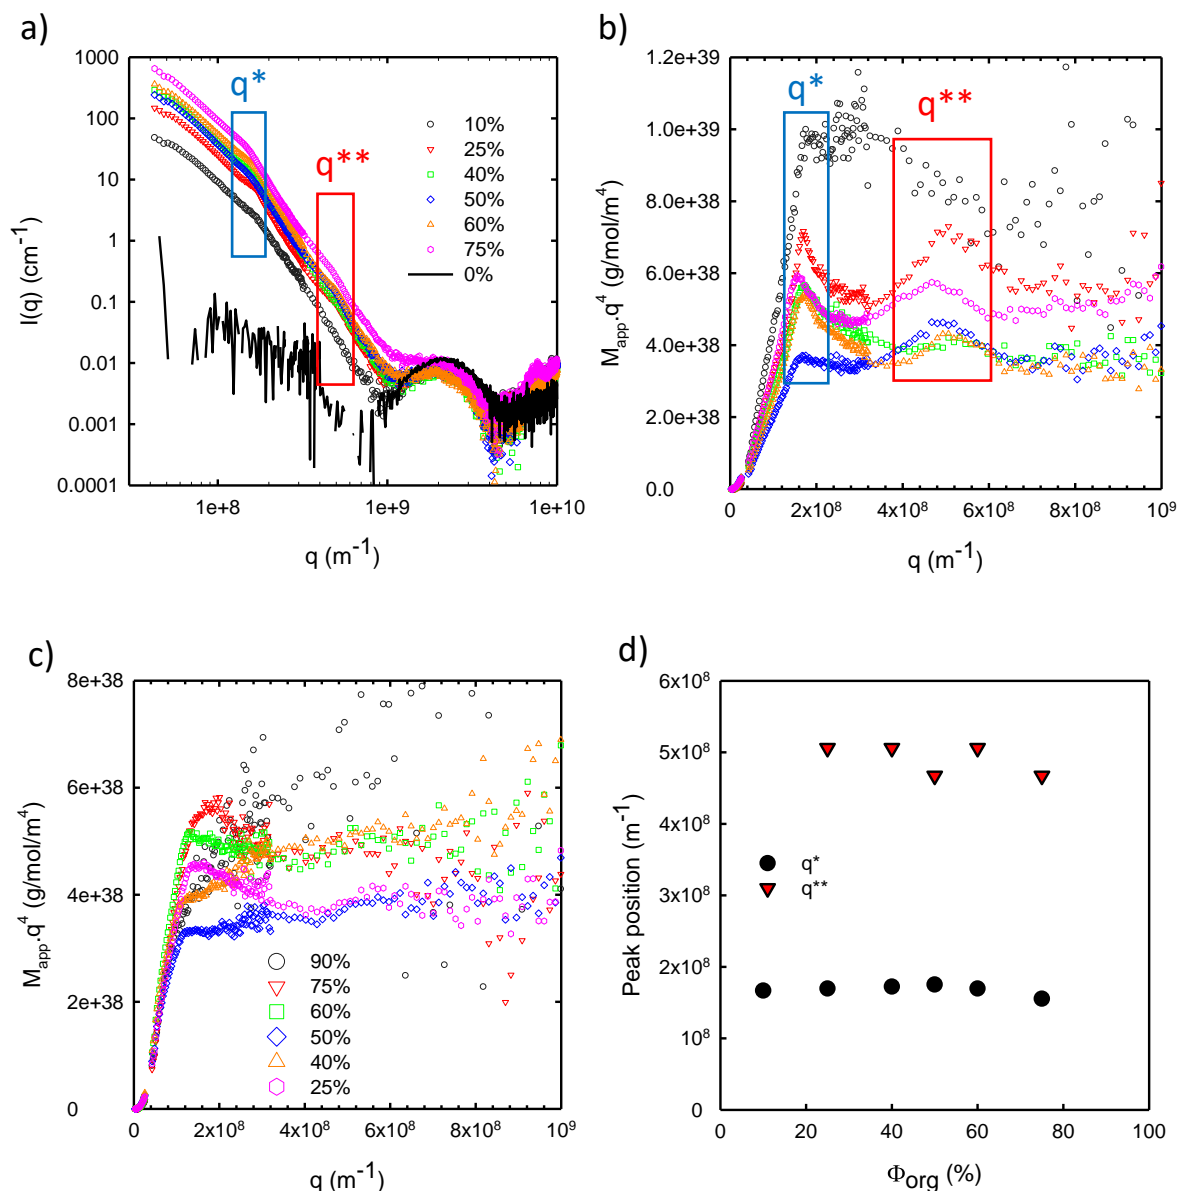 a)
1000
100
10
1
0.1
0.01
0.001
0.0001
I(q) (cm⁻¹)
q*
q**
10%
25%
40%
50%
60%
75%
0%
1e+8 1e+9 1e+10
q (m⁻¹)
b)
1.2e+39
1.0e+39
8.0e+38
6.0e+38
4.0e+38
2.0e+38
0.0
M_app.q⁴ (g/mol/m⁴)
q*
q**
0 2x10⁸ 4x10⁸ 6x10⁸ 8x10⁸ 10⁹
q (m⁻¹)
c)
8e+38
6e+38
4e+38
2e+38
0
M_app.q⁴ (g/mol/m⁴)
90%
75%
60%
50%
40%
25%
0 2x10⁸ 4x10⁸ 6x10⁸ 8x10⁸ 10⁹
q (m⁻¹)
d)
6x10⁸
5x10⁸
4x10⁸
3x10⁸
2x10⁸
10⁸
0
Peak position (m⁻¹)
q*
q**
0 20 40 60 80 100
Φ_org (%)